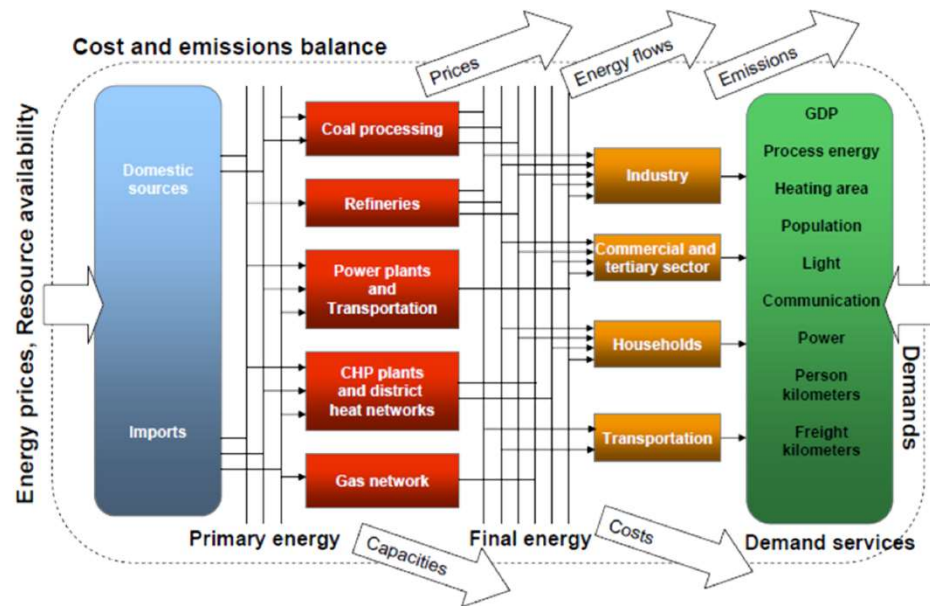 Cost and emissions balance
Prices
Energy flows
Emissions
Energy prices, Resource availability
Domestic
sources
Imports
Coal processing
Refineries
Power plants
and
Transportation
CHP plants
and district
heat networks
Gas network
Industry
Commercial and
tertiary sector
Households
Transportation
GDP
Process energy
Heating area
Population
Light
Communication
Power
Person
kilometers
Freight
kilometers
Demands
Primary energy
Capacities
Final energy
Costs
Demand services